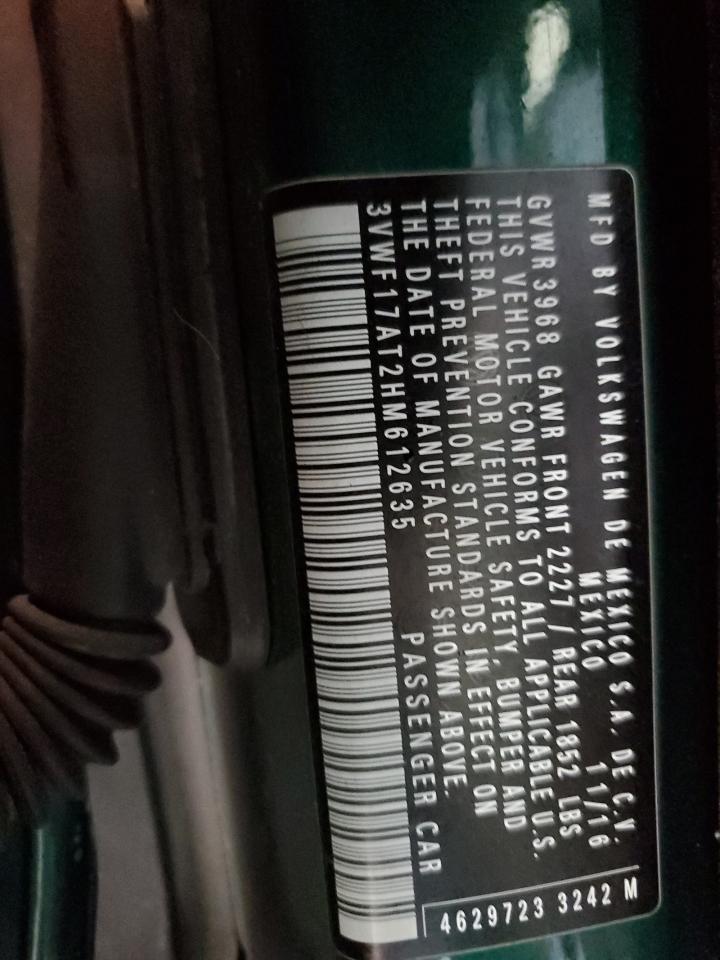 MFD BY VOLKSWAGEN DE MEXICO S.A. DE C.V.
MEXICO 11/16
GVWR 3968 GAWR FRONT 2227 / REAR 1852 LBS
THIS VEHICLE CONFORMS TO ALL APPLICABLE U.S.
FEDERAL MOTOR VEHICLE SAFETY, BUMPER AND
THEFT PREVENTION STANDARDS IN EFFECT ON
THE DATE OF MANUFACTURE SHOWN ABOVE.
3VWF17AT2HM612635 PASSENGER CAR
4629723 3242 M